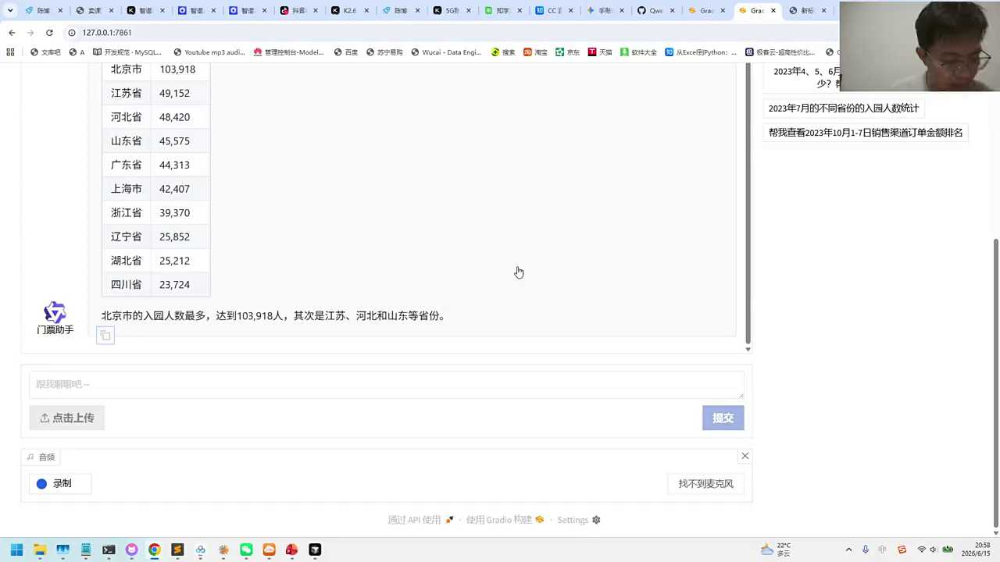 陈博
卖课
智谱
智谱
智谱
抖音
K2.6
陈博
5G影
知字
CC 重
手账
Qwe
Grac
Grac
新标
127.0.0.1:7861
文库吧
A
开发规范 · MySQL...
Youtube mp3 audi...
管理控制台-Model...
百度
苏宁易购
Wucai - Data Engi...
搜索
淘宝
京东
天猫
软件大全
从Excel到Python：...
极客云-超高性价比...
北京市 103,918
江苏省 49,152
河北省 48,420
山东省 45,575
广东省 44,313
上海市 42,407
浙江省 39,370
辽宁省 25,852
湖北省 25,212
四川省 23,724
门票助手
北京市的入园人数最多，达到103,918人，其次是江苏、河北和山东等省份。
2023年4、5、6月
少？帮
2023年7月的不同省份的入园人数统计
帮我查看2023年10月1-7日销售渠道订单金额排名
跟我聊聊吧~
点击上传
提交
音频
录制
找不到麦克风
通过 API 使用 · 使用 Gradio 构建 · Settings
22°C
多云
中
20:58
2026/6/15